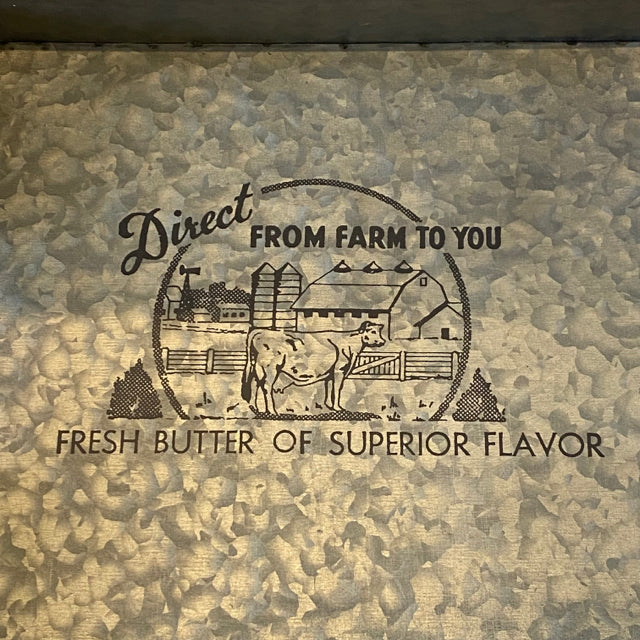 Direct
FROM FARM TO YOU
FRESH BUTTER OF SUPERIOR FLAVOR